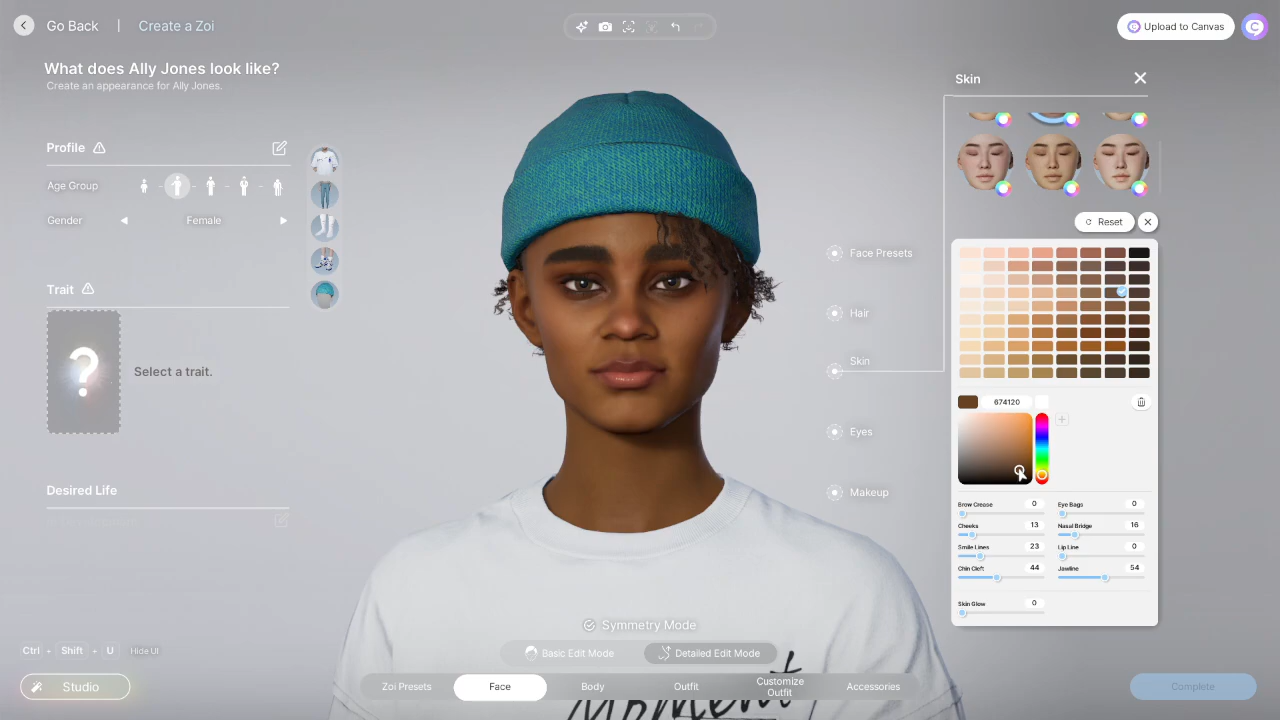 Go Back | Create a Zoi
Upload to Canvas
What does Ally Jones look like?
Create an appearance for Ally Jones.
Profile
Age Group
Gender
Female
Trait
?
Select a trait.
Desired Life
Ctrl + Shift + U Hide UI
Studio
Face Presets
Hair
Skin
Eyes
Makeup
Skin
Reset
674120
Brow Crease 0
Eye Bags 0
Cheeks 13
Nasal Bridge 16
Smile Lines 23
Lip Line 0
Chin Cleft 44
Jawline 54
Skin Glow 0
Symmetry Mode
Basic Edit Mode
Detailed Edit Mode
Zoi Presets
Face
Body
Outfit
Customize
Outfit
Accessories
Complete
Moment